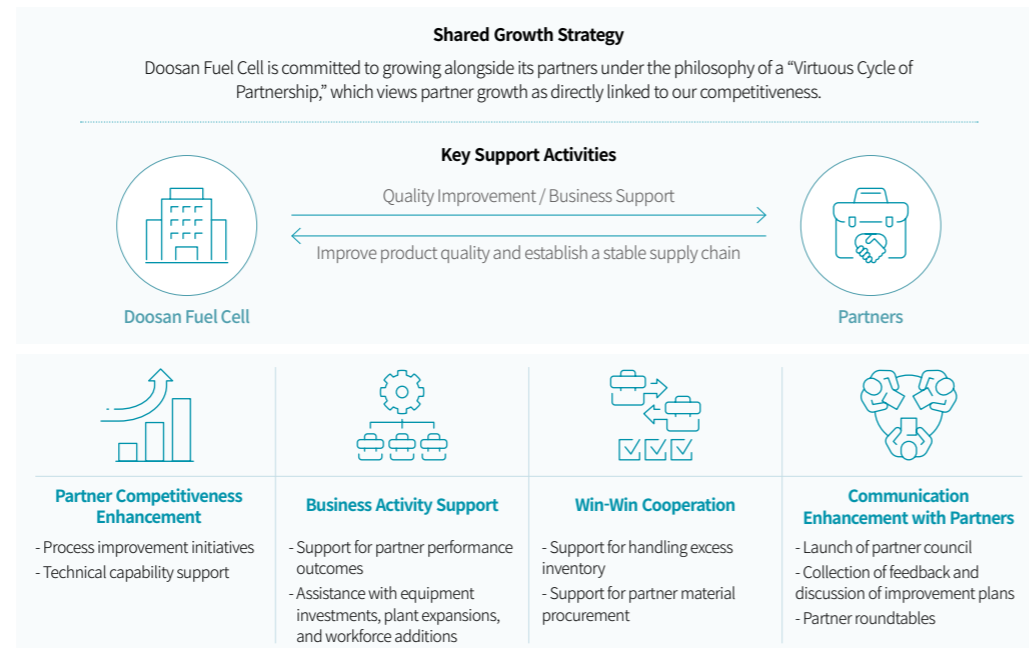 Shared Growth Strategy
Doosan Fuel Cell is committed to growing alongside its partners under the philosophy of a “Virtuous Cycle of
Partnership,” which views partner growth as directly linked to our competitiveness.
Key Support Activities
Quality Improvement / Business Support
Improve product quality and establish a stable supply chain
Doosan Fuel Cell
Partners
Partner Competitiveness
Enhancement
- Process improvement initiatives
- Technical capability support
Business Activity Support
- Support for partner performance
outcomes
- Assistance with equipment
investments, plant expansions,
and workforce additions
Win-Win Cooperation
- Support for handling excess
inventory
- Support for partner material
procurement
Communication
Enhancement with Partners
- Launch of partner council
- Collection of feedback and
discussion of improvement plans
- Partner roundtables